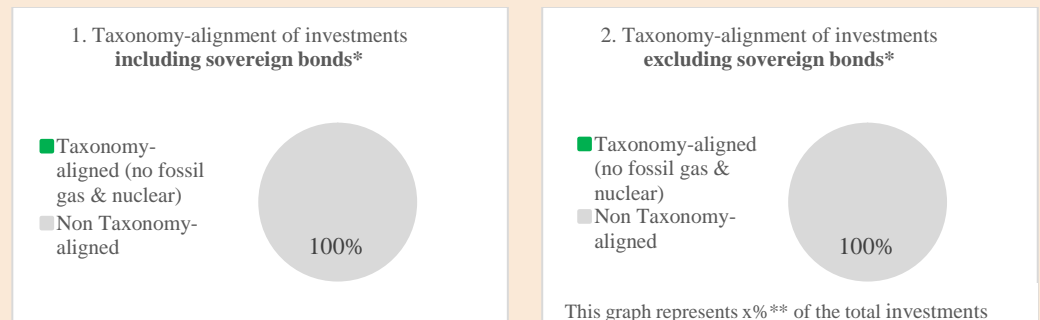 1. Taxonomy-alignment of investments
including sovereign bonds*
Taxonomy-
aligned (no fossil
gas & nuclear)
Non Taxonomy-
aligned
100%
2. Taxonomy-alignment of investments
excluding sovereign bonds*
Taxonomy-aligned
(no fossil gas &
nuclear)
Non Taxonomy-
aligned
100%
This graph represents x%** of the total investments